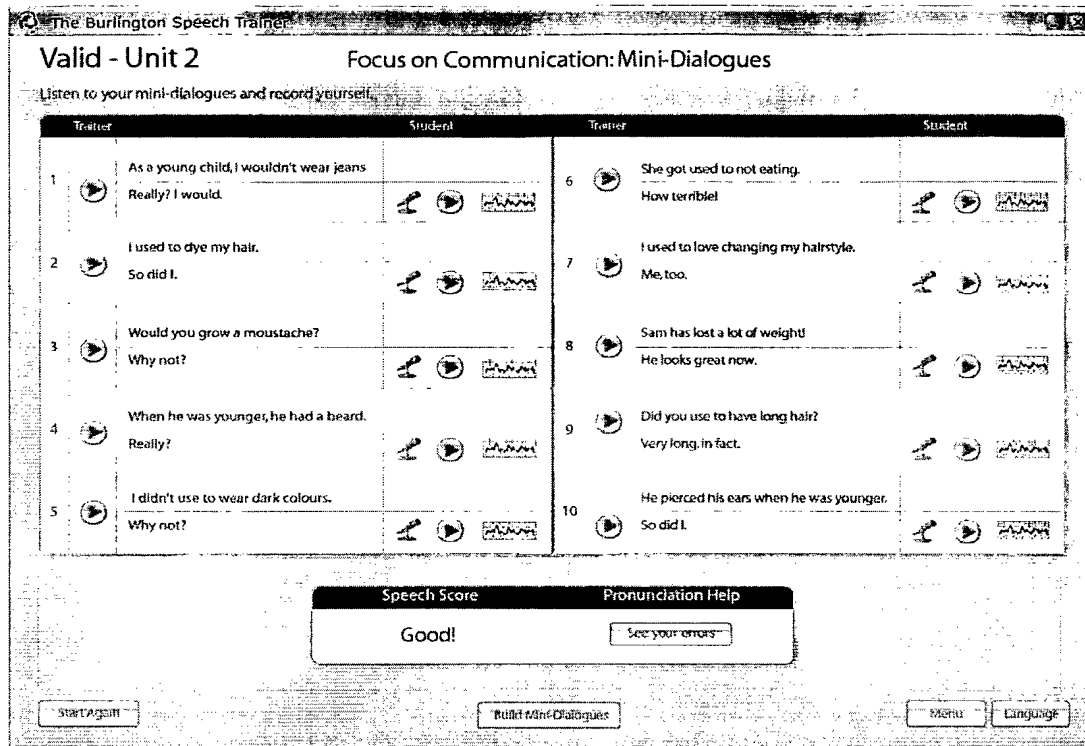 The Burlington Speech Trainer
Valid - Unit 2
Focus on Communication: Mini-Dialogues
Listen to your mini-dialogues and record yourself.
Trainer Student Trainer Student
1
As a young child, I wouldn't wear jeans
Really? I would.
2
I used to dye my hair.
So did I.
3
Would you grow a moustache?
Why not?
4
When he was younger, he had a beard.
Really?
5
I didn't use to wear dark colours.
Why not?
6
She got used to not eating.
How terrible!
7
I used to love changing my hairstyle.
Me, too.
8
Sam has lost a lot of weight!
He looks great now.
9
Did you use to have long hair?
Very long, in fact.
10
He pierced his ears when he was younger.
So did I.
Speech Score Pronunciation Help
Good! See your errors
Start Again Build Mini-Dialogues Menu Language